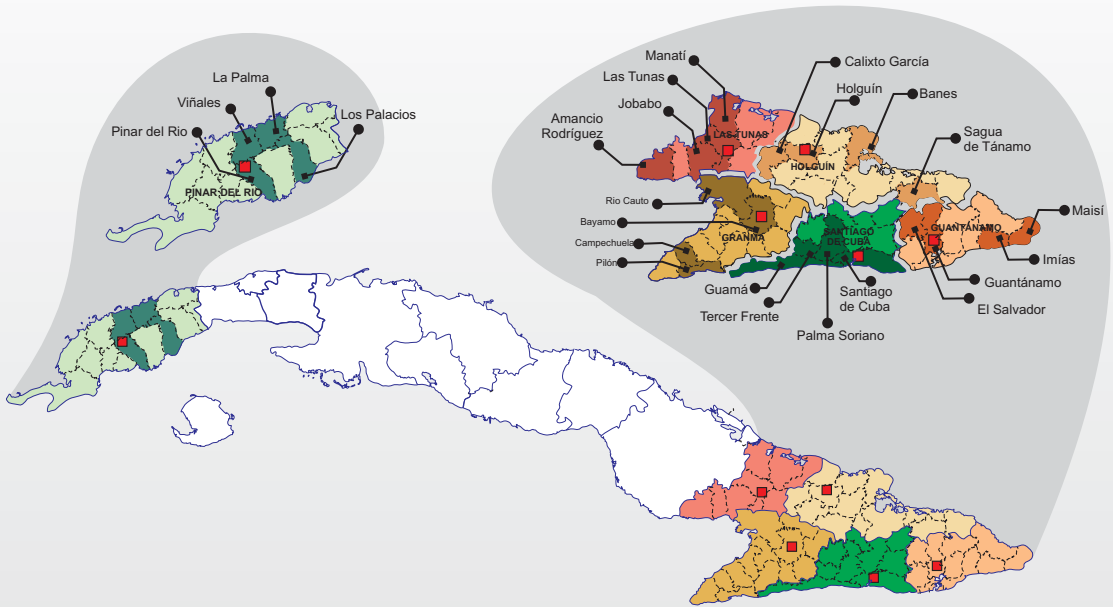 La Palma
Viñales
Pinar del Rio
Los Palacios
PINAR DEL RIO
Manatí
Las Tunas
Jobabo
Amancio
Rodríguez
LAS TUNAS
Calixto García
Holguín
Banes
Sagua
de Tánamo
HOLGUÍN
Rio Cauto
Bayamo
Campechuela
Pilón
GRANMA
SANTIAGO
DE CUBA
GUANTÁNAMO
Maisí
Imías
Guantánamo
El Salvador
Guamá
Tercer Frente
Santiago
de Cuba
Palma Soriano